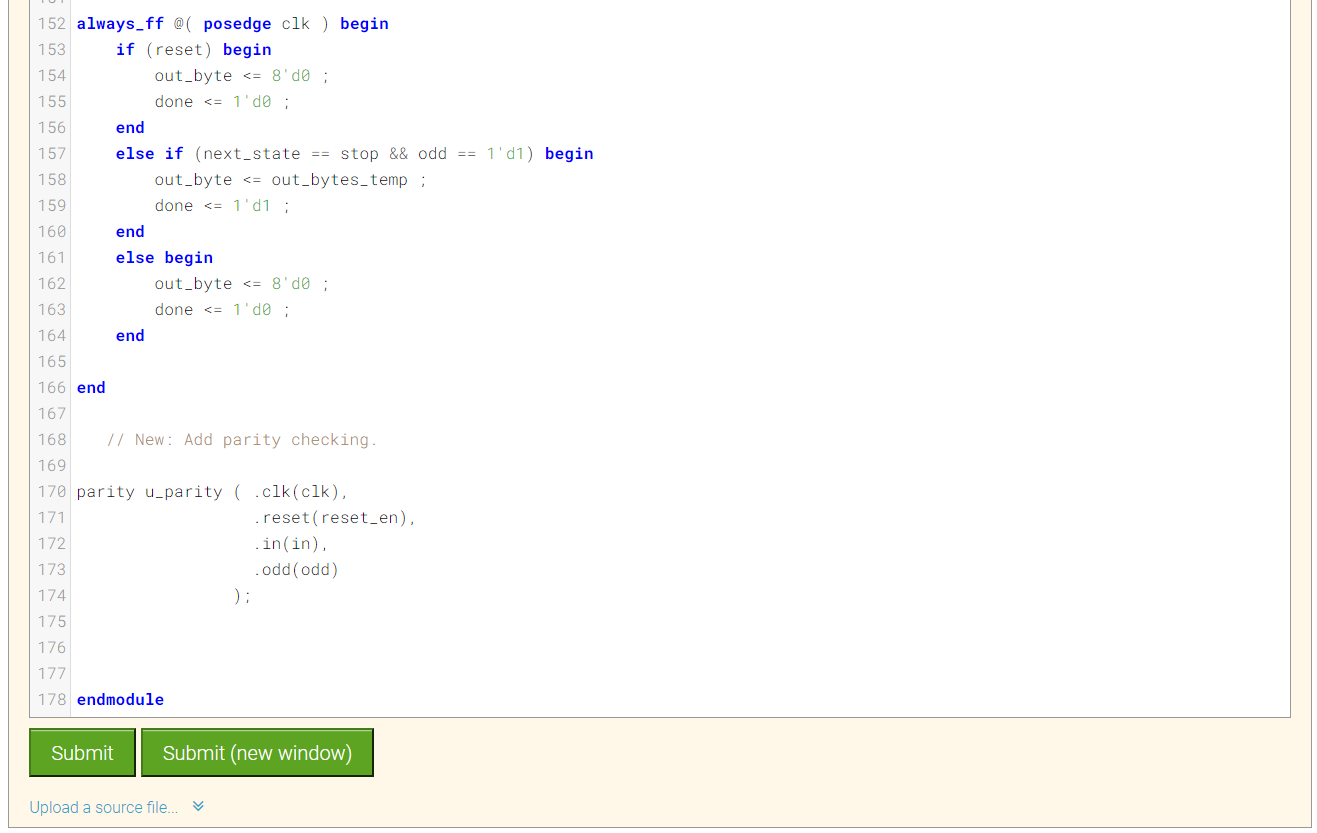 152 always_ff @( posedge clk ) begin
153     if (reset) begin
154         out_byte <= 8'd0 ;
155         done <= 1'd0 ;
156     end
157     else if (next_state == stop && odd == 1'd1) begin
158         out_byte <= out_bytes_temp ;
159         done <= 1'd1 ;
160     end
161     else begin
162         out_byte <= 8'd0 ;
163         done <= 1'd0 ;
164     end
165
166 end
167
168    // New: Add parity checking.
169
170 parity u_parity ( .clk(clk),
171                   .reset(reset_en),
172                   .in(in),
173                   .odd(odd)
174                 );
175
176
177
178 endmodule
Submit Submit (new window)
Upload a source file...